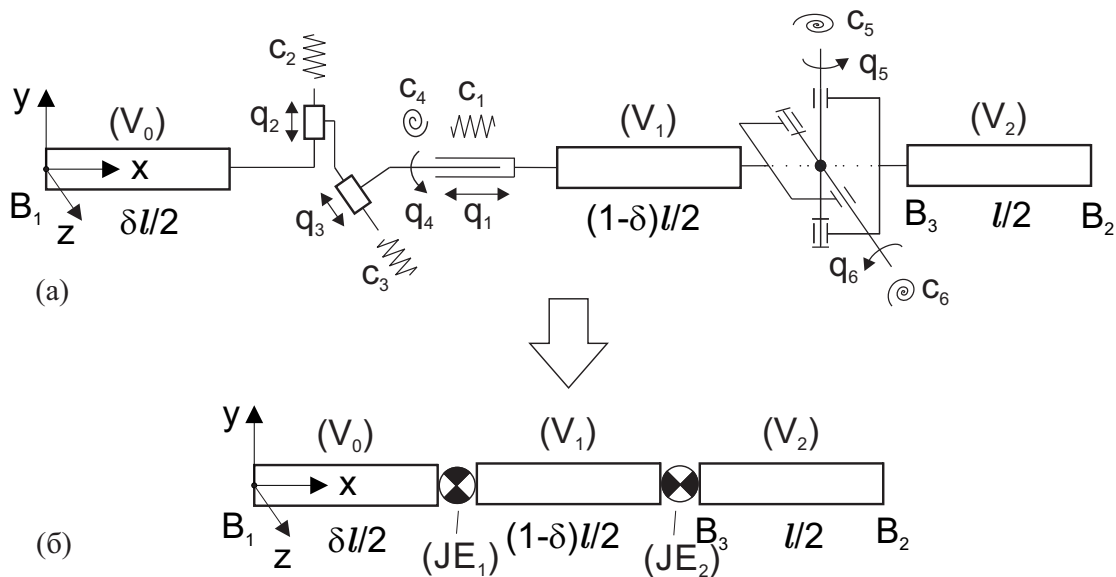 c₂
c₅
y
q₂
c₄
c₁
q₅
(V₀)
(V₁)
(V₂)
x
B₁
z
δl/2
q₃
q₄
q₁
(1-δ)l/2
B₃
l/2
B₂
c₃
q₆
c₆
(а)
y
(V₀)
(V₁)
(V₂)
x
(б)
B₁
z
δl/2
(JE₁)
(1-δ)l/2
(JE₂)
B₃
l/2
B₂